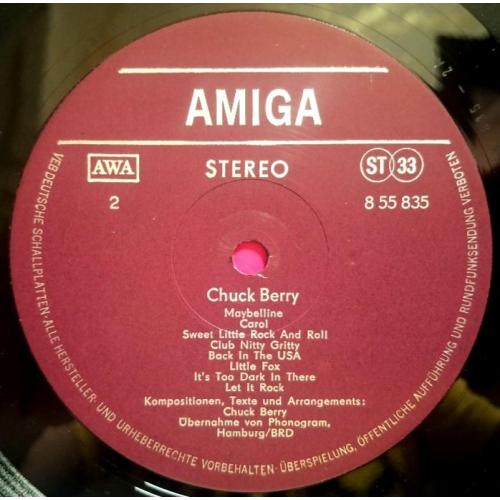 AMIGA
AWA
STEREO
ST 33
2
8 55 835
Chuck Berry
Maybelline
Carol
Sweet Little Rock And Roll
Club Nitty Gritty
Back In The USA
Little Fox
It's Too Dark In There
Let It Rock
Kompositionen, Texte und Arrangements:
Chuck Berry
Übernahme von Phonogram,
Hamburg/BRD
VEB DEUTSCHE SCHALLPLATTEN · ALLE HERSTELLER- UND URHEBERRECHTE VORBEHALTEN · ÜBERSPIELUNG, ÖFFENTLICHE AUFFÜHRUNG UND RUNDFUNKSENDUNG VERBOTEN